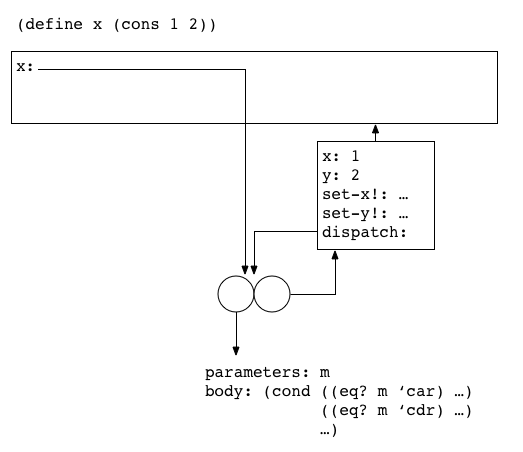 (define x (cons 1 2))
x:
x: 1
y: 2
set-x!: …
set-y!: …
dispatch:
parameters: m
body: (cond ((eq? m ‘car) …)
((eq? m ‘cdr) …)
…)